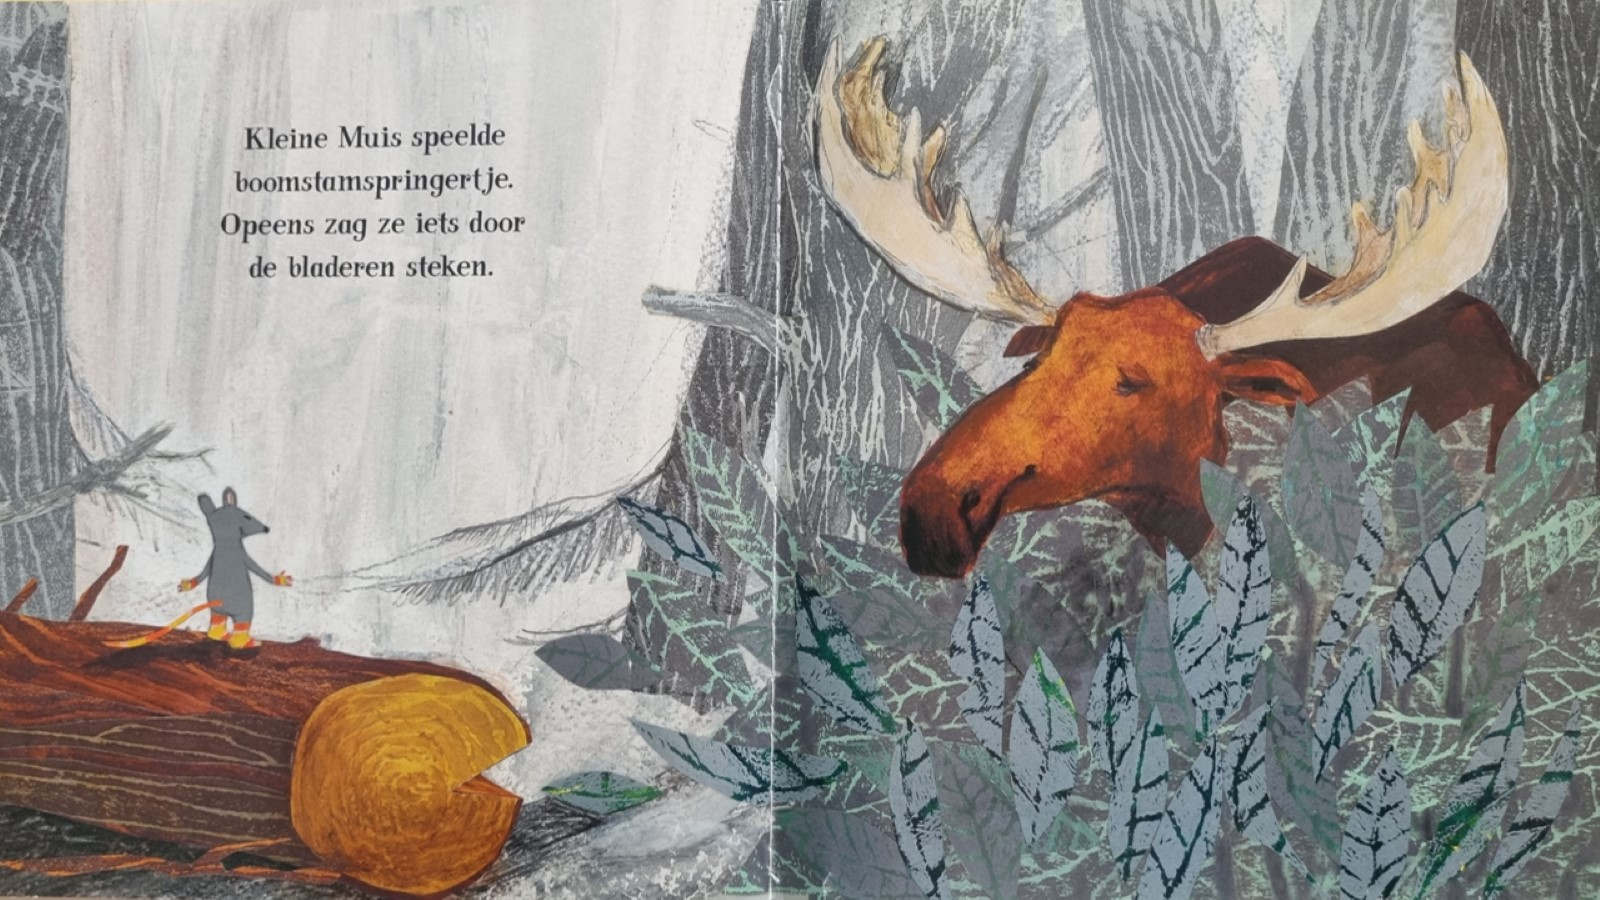 Kleine Muis speelde
boomstamspringertje.
Opeens zag ze iets door
de bladeren steken.